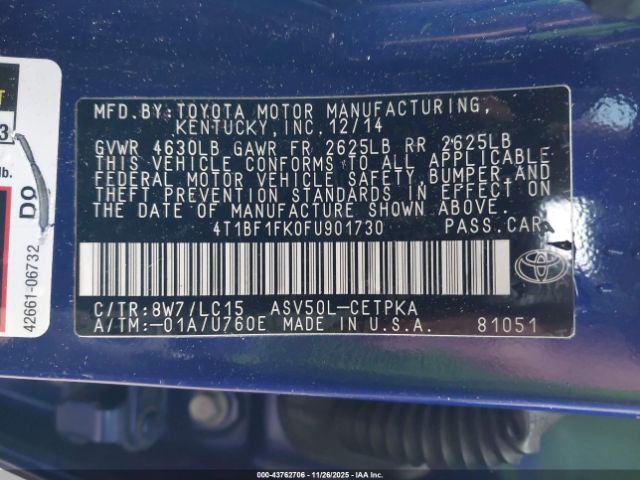 MFD.BY:TOYOTA MOTOR MANUFACTURING,
KENTUCKY,INC.12/14
GVWR 4630LB GAWR FR 2625LB RR 2625LB
THIS VEHICLE CONFORMS TO ALL APPLICABLE
FEDERAL MOTOR VEHICLE SAFETY, BUMPER, AND
THEFT PREVENTION STANDARDS IN EFFECT ON
THE DATE OF MANUFACTURE SHOWN ABOVE.
4T1BF1FK0FU901730 PASS.CAR
C/TR:8W7/LC15 ASV50L-CETPKA
A/TM:-01A/U760E MADE IN U.S.A. 81051
3
lb.
DO
42661-06732
000-43762706 | 11/26/2025 | IAA